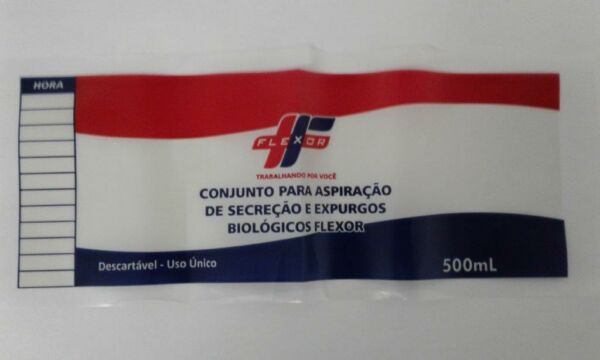 HORA
FLEXOR
TRABALHANDO POR VOCÊ
CONJUNTO PARA ASPIRAÇÃO
DE SECREÇÃO E EXPURGOS
BIOLÓGICOS FLEXOR
Descartável - Uso Único
500mL